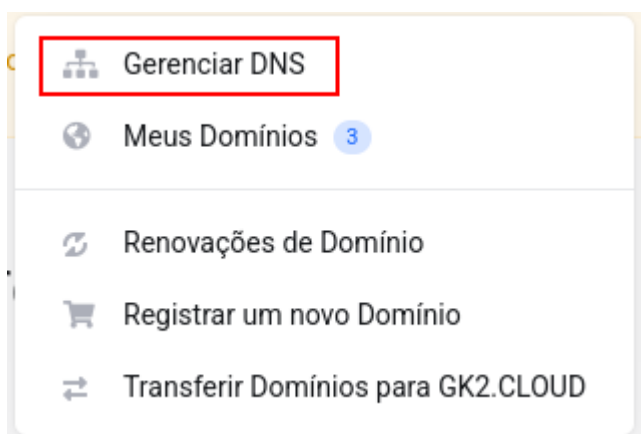 Gerenciar DNS
Meus Domínios 3
Renovações de Domínio
Registrar um novo Domínio
Transferir Domínios para GK2.CLOUD